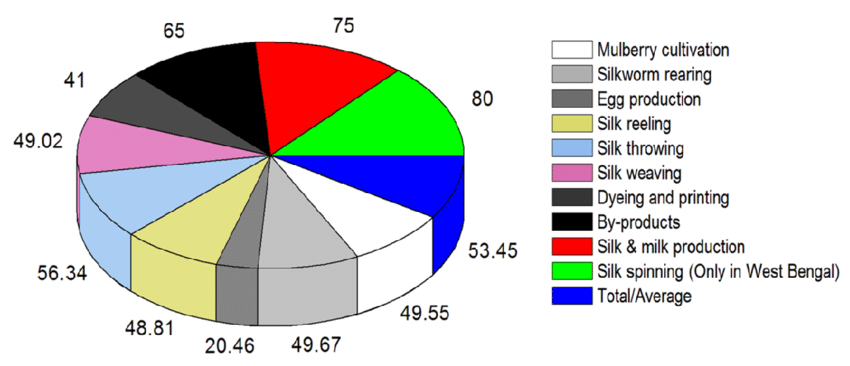 65
75
41
80
49.02
56.34
53.45
48.81
49.55
20.46
49.67
Mulberry cultivation
Silkworm rearing
Egg production
Silk reeling
Silk throwing
Silk weaving
Dyeing and printing
By-products
Silk & milk production
Silk spinning (Only in West Bengal)
Total/Average